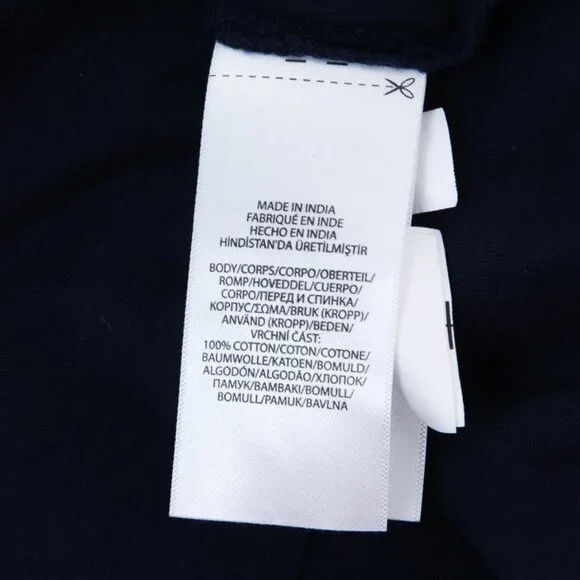 MADE IN INDIA
FABRIQUÉ EN INDE
HECHO EN INDIA
HİNDİSTAN'DA ÜRETİLMİŞTİR
BODY/CORPS/CORPO/OBERTEIL/
ROMP/HOVEDDEL/CUERPO/
CORPO/ПЕРЕД И СПИНКА/
КОРПУС/ΣΩΜΑ/BRUK (KROPP)/
ANVÄND (KROPP)/BEDEN/
VRCHNÍ ČÁST:
100% COTTON/COTON/COTONE/
BAUMWOLLE/KATOEN/BOMULD/
ALGODÓN/ALGODÃO/ХЛОПОК/
ПАМУК/BAMBAKI/BOMULL/
BOMULL/PAMUK/BAVLNA